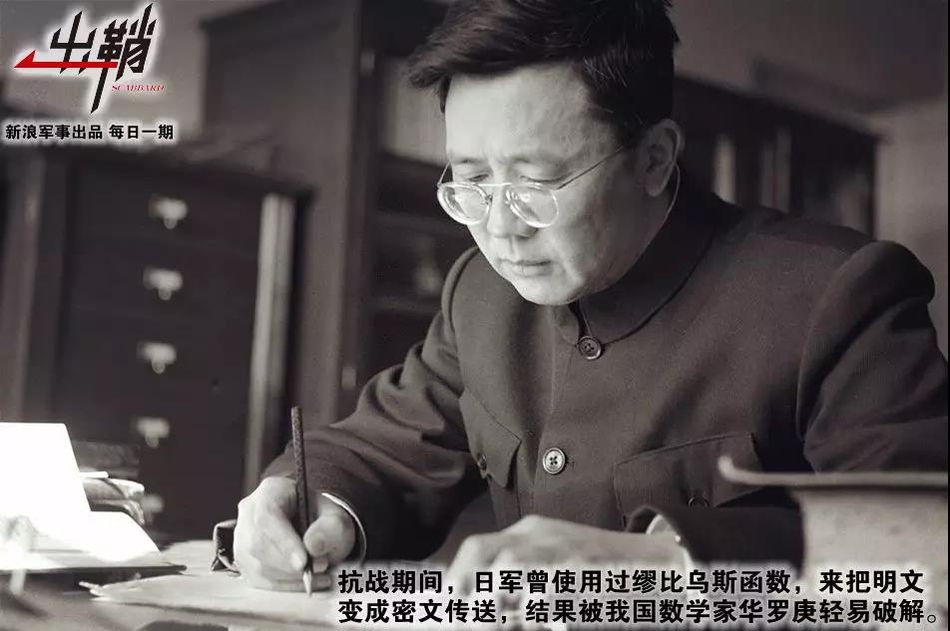 出鞘
SCABBARD
新浪军事出品 每日一期
抗战期间，日军曾使用过缪比乌斯函数，来把明文
变成密文传送，结果被我国数学家华罗庚轻易破解。